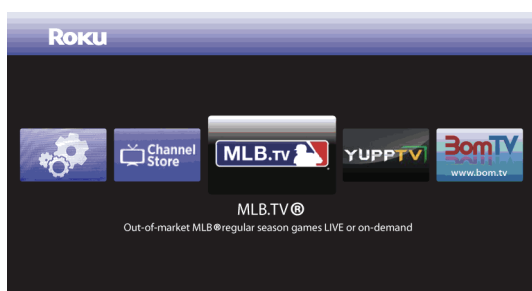 Roku
Channel
Store
MLB.TV
YUPPTV
BomTV
www.bom.tv
MLB.TV®
Out-of-market MLB®regular season games LIVE or on-demand